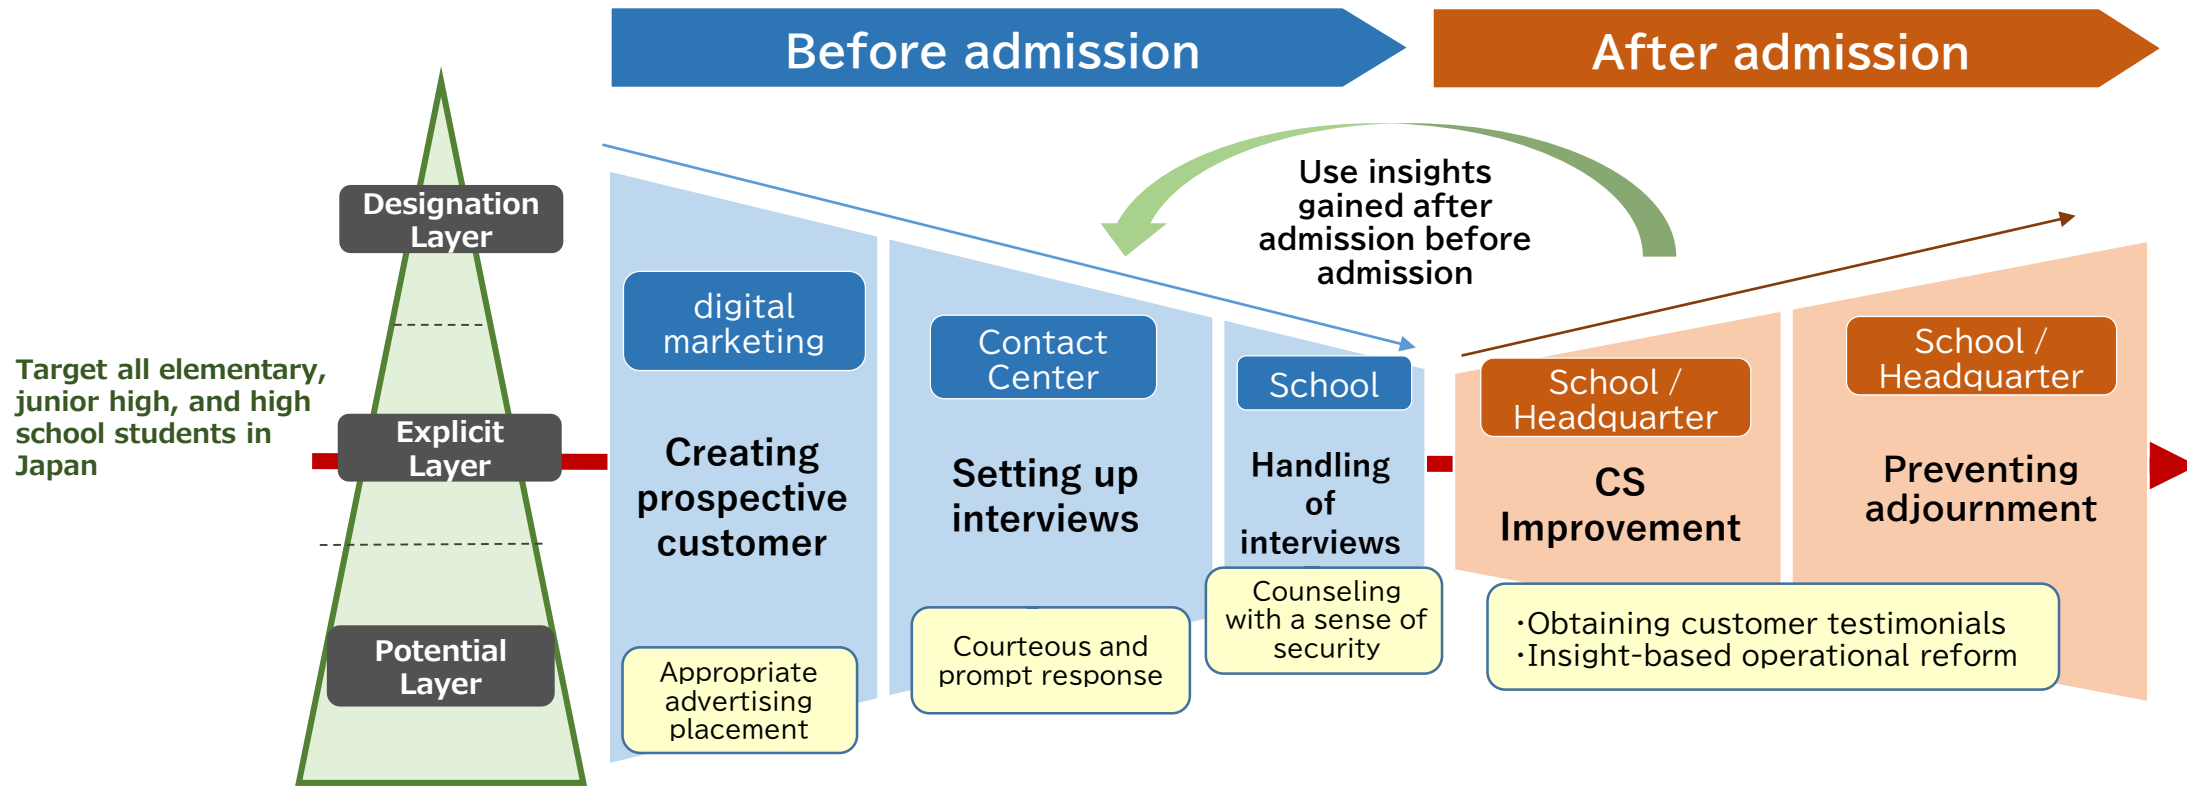 Before admission
After admission
Use insights
gained after
admission before
admission
Designation
Layer
Target all elementary,
junior high, and high
school students in
Japan
Explicit
Layer
Potential
Layer
digital
marketing
Creating
prospective
customer
Appropriate
advertising
placement
Contact
Center
Setting up
interviews
Courteous and
prompt response
School
Handling
of
interviews
Counseling
with a sense of
security
School /
Headquarter
CS
Improvement
School /
Headquarter
Preventing
adjournment
・Obtaining customer testimonials
・Insight-based operational reform